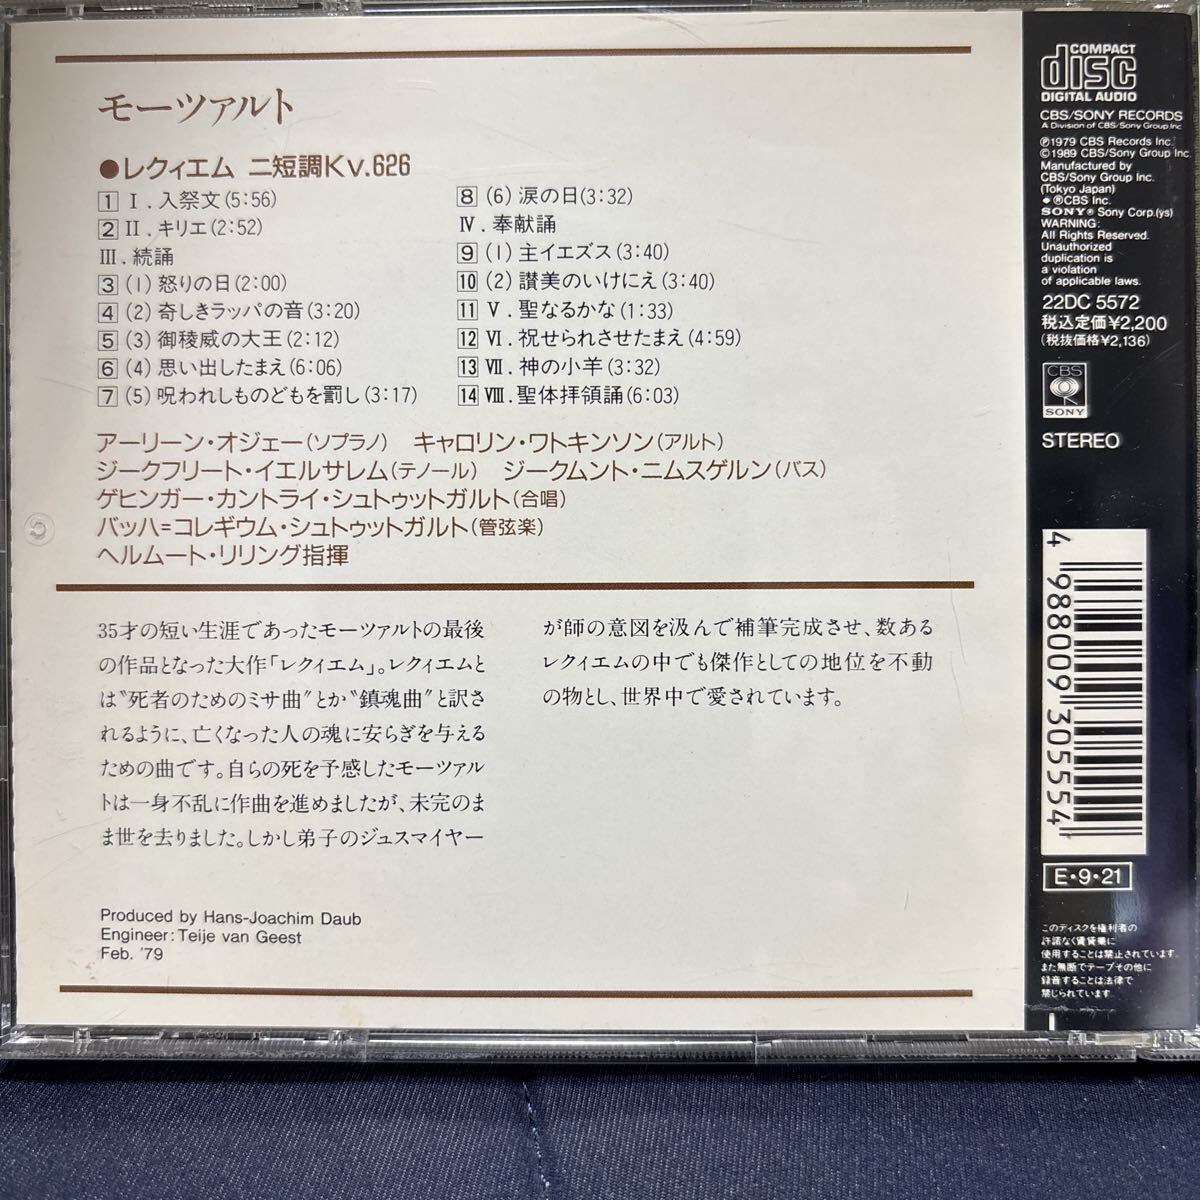 モーツァルト
●レクィエム ニ短調Kv.626
1 I.入祭文(5:56)
2 II.キリエ(2:52)
III.続誦
3 (1)怒りの日(2:00)
4 (2)奇しきラッパの音(3:20)
5 (3)御稜威の大王(2:12)
6 (4)思い出したまえ(6:06)
7 (5)呪われしものどもを罰し(3:17)
8 (6)涙の日(3:32)
IV.奉献誦
9 (1)主イエズス(3:40)
10 (2)讃美のいけにえ(3:40)
11 V.聖なるかな(1:33)
12 VI.祝せられさせたまえ(4:59)
13 VII.神の小羊(3:32)
14 VIII.聖体拝領誦(6:03)
アーリーン・オジェー(ソプラノ) キャロリン・ワトキンソン(アルト)
ジークフリート・イエルサレム(テノール) ジークムント・ニムスゲルン(バス)
ゲヒンガー・カントライ・シュトゥットガルト(合唱)
バッハ=コレギウム・シュトゥットガルト(管弦楽)
ヘルムート・リリング指揮
35才の短い生涯であったモーツァルトの最後
の作品となった大作「レクィエム」。レクィエムと
は"死者のためのミサ曲"とか"鎮魂曲"と訳さ
れるように、亡くなった人の魂に安らぎを与える
ための曲です。自らの死を予感したモーツァル
トは一身不乱に作曲を進めましたが、未完のま
ま世を去りました。しかし弟子のジュスマイヤー
が師の意図を汲んで補筆完成させ、数ある
レクィエムの中でも傑作としての地位を不動
の物とし、世界中で愛されています。
Produced by Hans-Joachim Daub
Engineer: Teije van Geest
Feb. '79
COMPACT
disc
DIGITAL AUDIO
CBS/SONY RECORDS
A Division of CBS/Sony Group Inc.
℗1979 CBS Records Inc.
©1989 CBS/Sony Group Inc.
Manufactured by
CBS/Sony Group Inc.
(Tokyo Japan)
●®CBS Inc.
SONY® Sony Corp.(ys)
WARNING:
All Rights Reserved.
Unauthorized
duplication is
a violation
of applicable laws.
22DC 5572
税込定価¥2,200
(税抜価格¥2,136)
CBS
SONY
STEREO
4 988009 305554
E・9・21
このディスクを権利者の
許諾なく賃貸業に
使用することは禁止されています。
また無断でテープその他に
録音することは法律で
禁じられています。